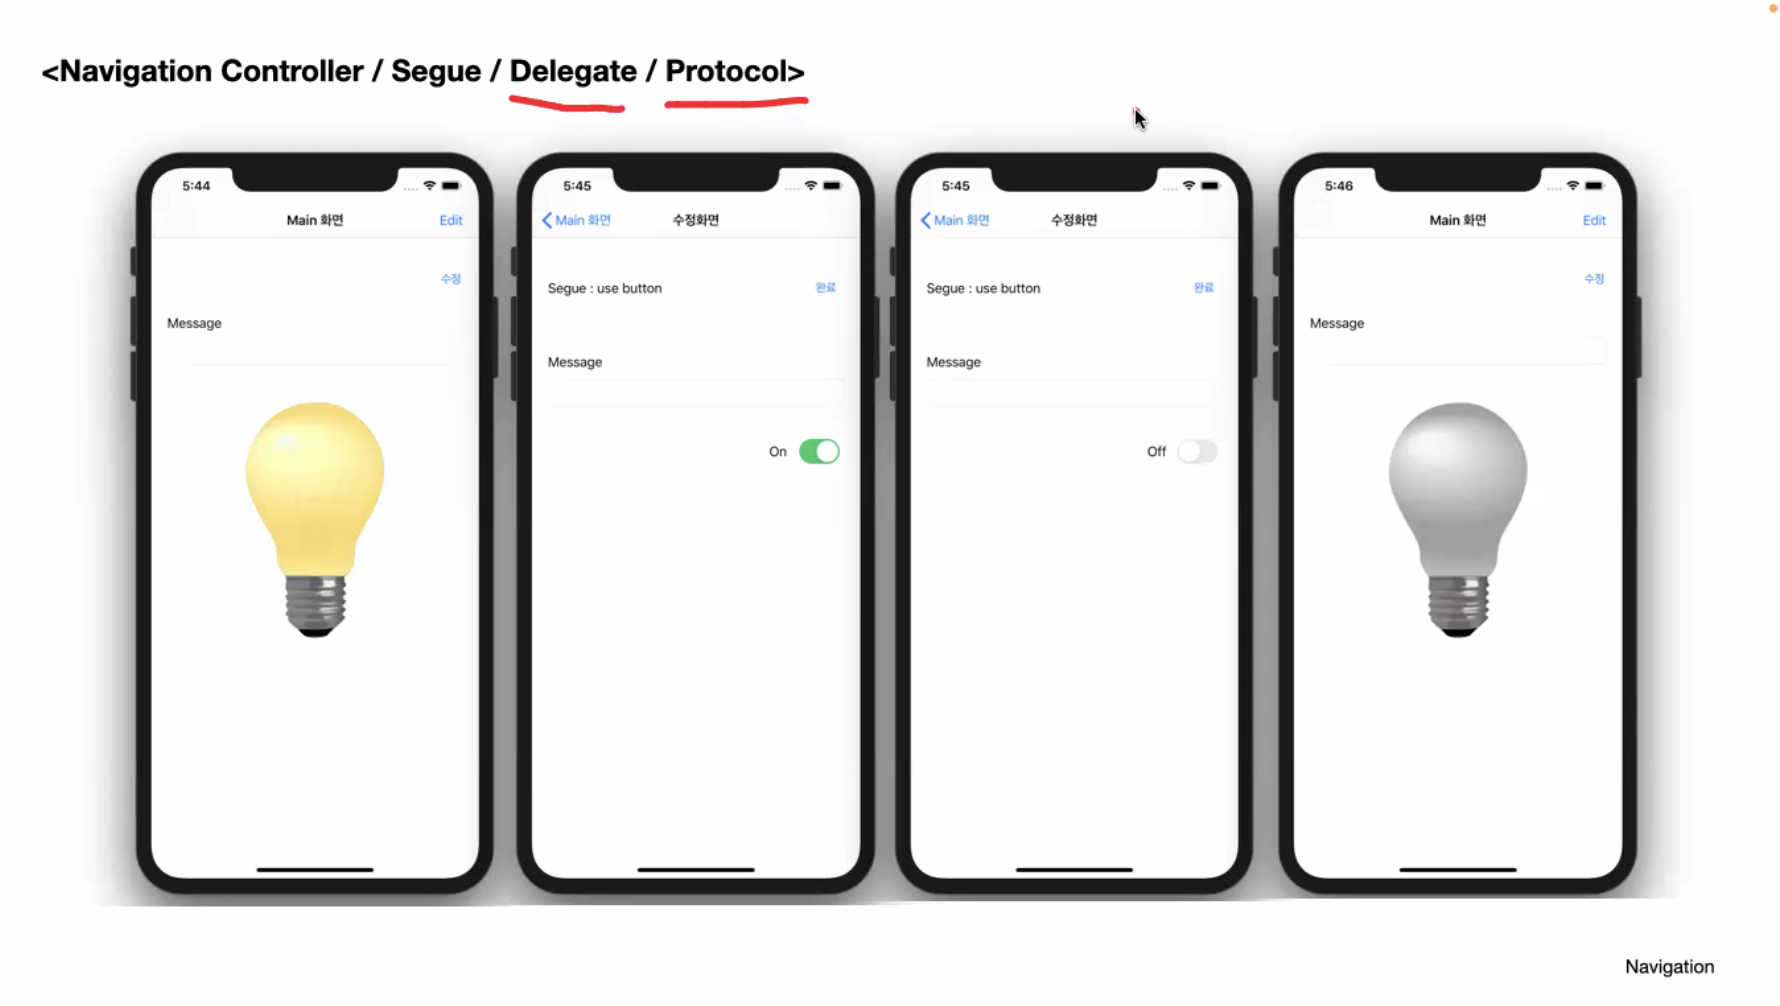 <Navigation Controller / Segue / Delegate / Protocol>
5:44
Main 화면
Edit
수정
Message
5:45
Main 화면
수정화면
Segue : use button
완료
Message
On
5:45
Main 화면
수정화면
Segue : use button
완료
Message
Off
5:46
Main 화면
Edit
수정
Message
Navigation